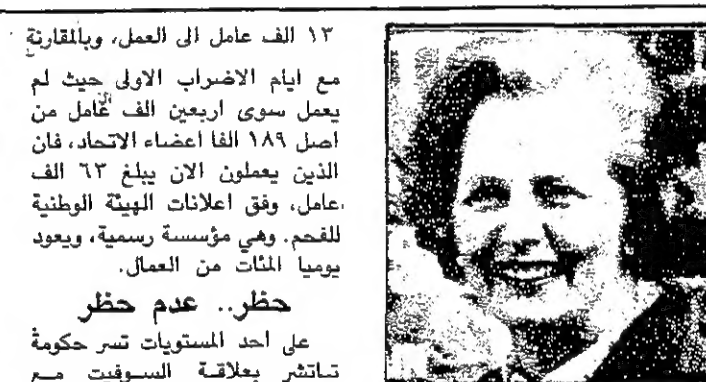 ١٣ الف عامل الى العمل، وبالمقارنة
مع ايام الاضراب الاولى حيث لم
يعمل سوى اربعين الف عامل من
اصل ١٨٩ الفا اعضاء الاتحاد، فان
الذين يعملون الان يبلغ ٦٣ الف
عامل، وفق اعلانات الهيئة الوطنية
للفحم. وهي مؤسسة رسمية، ويعود
يوميا المئات من العمال.
حظر.. عدم حظر
على احد المستويات تسر حكومة
تاتشر بعلاقة السوفيت مع